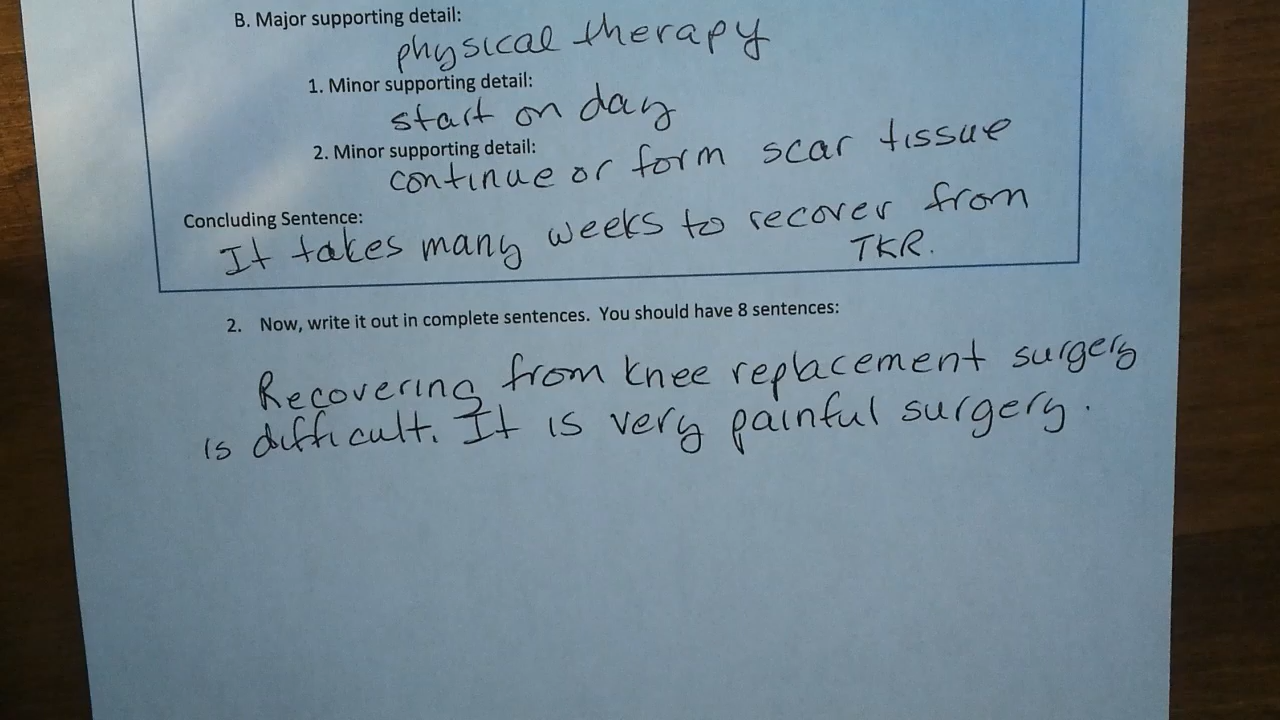 B. Major supporting detail:
physical therapy
1. Minor supporting detail:
start on day
2. Minor supporting detail:
continue or form scar tissue
Concluding Sentence:
It takes many weeks to recover from
TKR.
2. Now, write it out in complete sentences. You should have 8 sentences:
Recovering from knee replacement surgery
is difficult. It is very painful surgery.